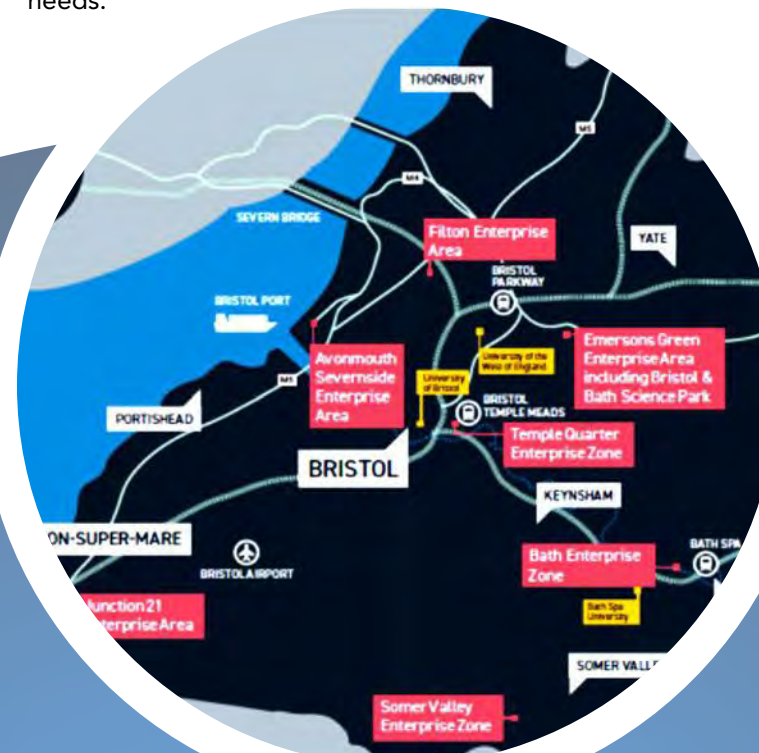 needs.
THORNBURY
M5
M4
SEVERN BRIDGE
Filton Enterprise
Area
YATE
BRISTOL
PARKWAY
BRISTOL PORT
Avonmouth
Severnside
Enterprise
Area
University of the
West of England
Emersons Green
Enterprise Area
including Bristol &
Bath Science Park
University
of Bristol
M5
PORTISHEAD
BRISTOL
TEMPLE MEADS
Temple Quarter
Enterprise Zone
BRISTOL
KEYNSHAM
ON-SUPER-MARE
BRISTOL AIRPORT
BATH SPA
Bath Enterprise
Zone
Bath Spa
University
Junction 21
terprise Area
SOMER VALLE
Somer Valley
Enterprise Zone